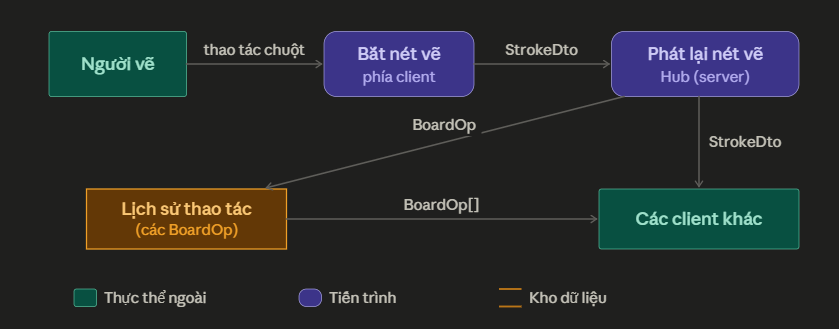 Người vẽ
thao tác chuột
Bắt nét vẽ
phía client
StrokeDto
Phát lại nét vẽ
Hub (server)
BoardOp
StrokeDto
Lịch sử thao tác
(các BoardOp)
BoardOp[]
Các client khác
Thực thể ngoài
Tiến trình
Kho dữ liệu